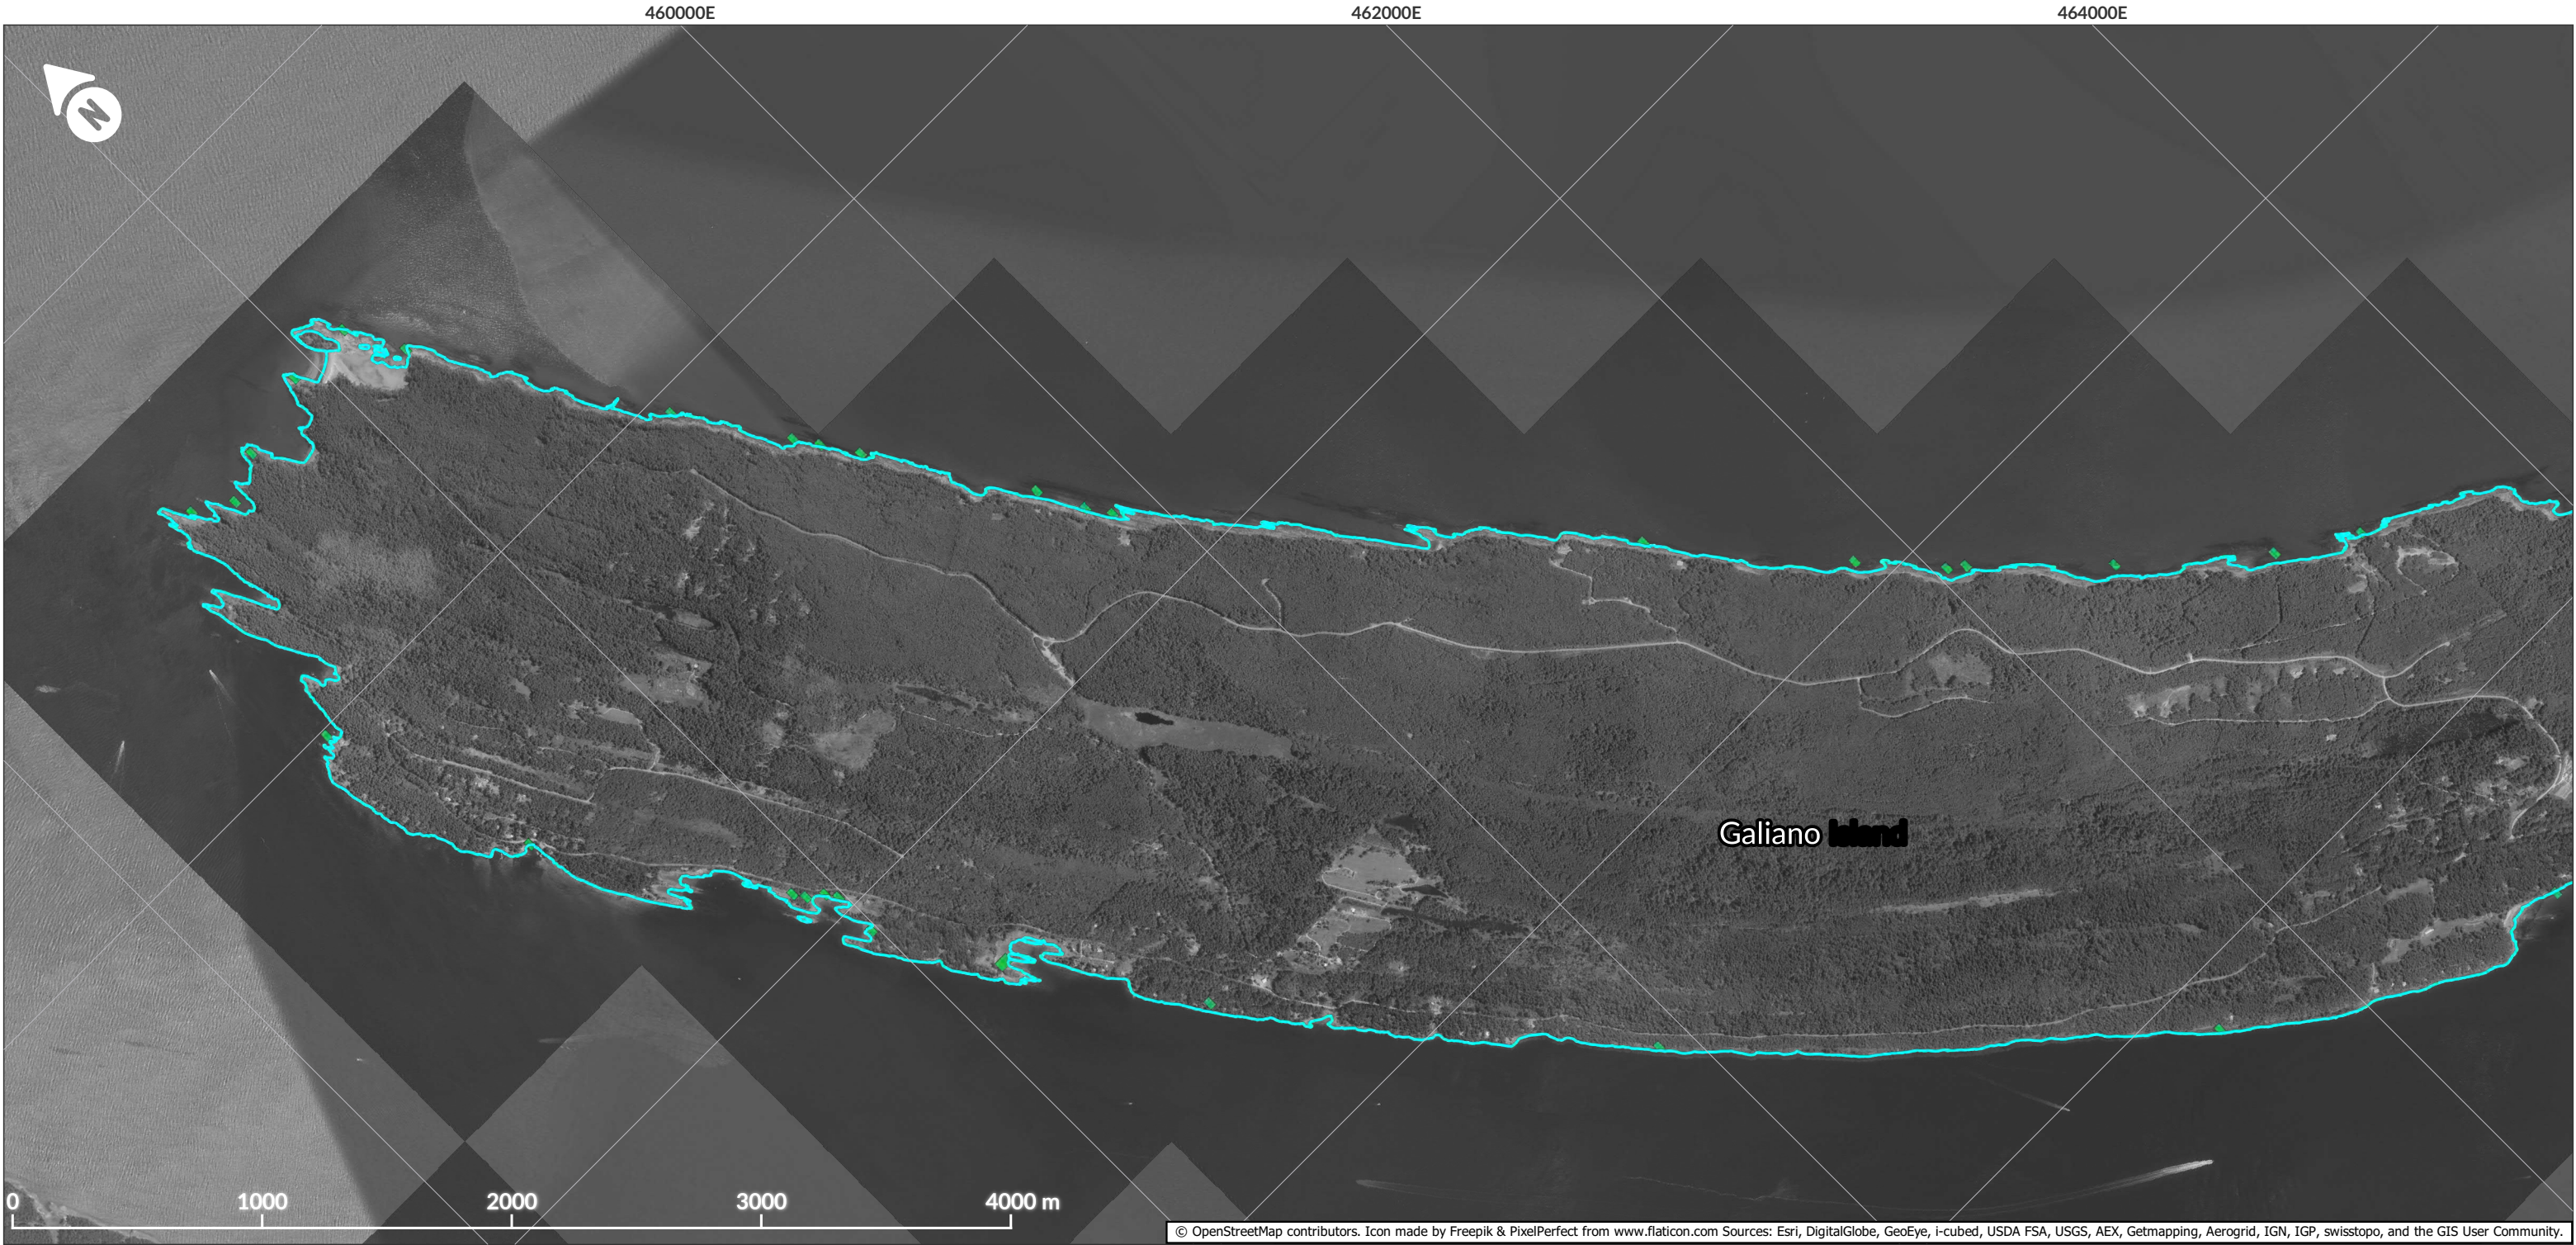 460000E 462000E 464000E
N
Galiano Island
0 1000 2000 3000 4000 m
© OpenStreetMap contributors. Icon made by Freepik & PixelPerfect from www.flaticon.com Sources: Esri, DigitalGlobe, GeoEye, i-cubed, USDA FSA, USGS, AEX, Getmapping, Aerogrid, IGN, IGP, swisstopo, and the GIS User Community.